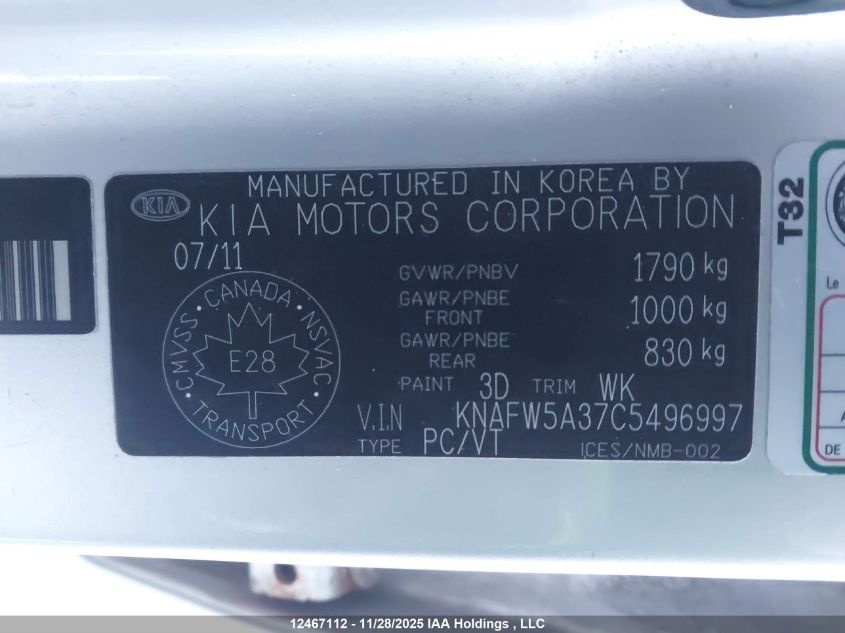 MANUFACTURED IN KOREA BY
KIA
KIA MOTORS CORPORATION
07/11
GVWR/PNBV 1790 kg
GAWR/PNBE FRONT 1000 kg
GAWR/PNBE REAR 830 kg
PAINT 3D TRIM WK
V.I.N KNAFW5A37C5496997
TYPE PC/VT
ICES/NMB-002
CMVSS · CANADA · NSVAC · TRANSPORT ·
E28
T32
Le
DE
12467112 - 11/28/2025 IAA Holdings , LLC